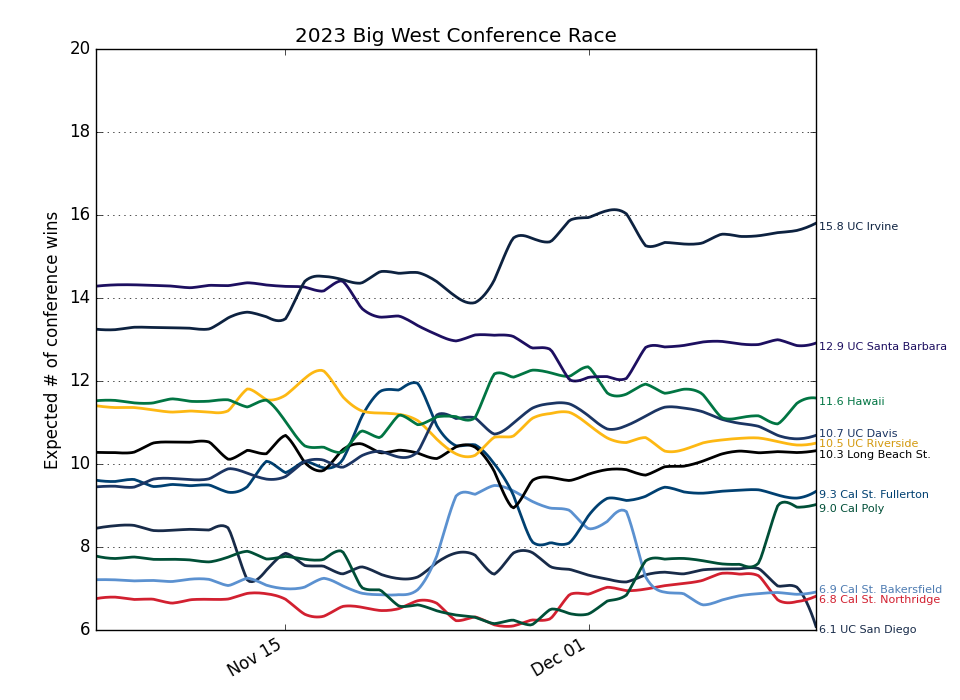 2023 Big West Conference Race
Expected # of conference wins
20
18
16
14
12
10
8
6
Nov 15
Dec 01
15.8 UC Irvine
12.9 UC Santa Barbara
11.6 Hawaii
10.7 UC Davis
10.5 UC Riverside
10.3 Long Beach St.
9.3 Cal St. Fullerton
9.0 Cal Poly
6.9 Cal St. Bakersfield
6.8 Cal St. Northridge
6.1 UC San Diego